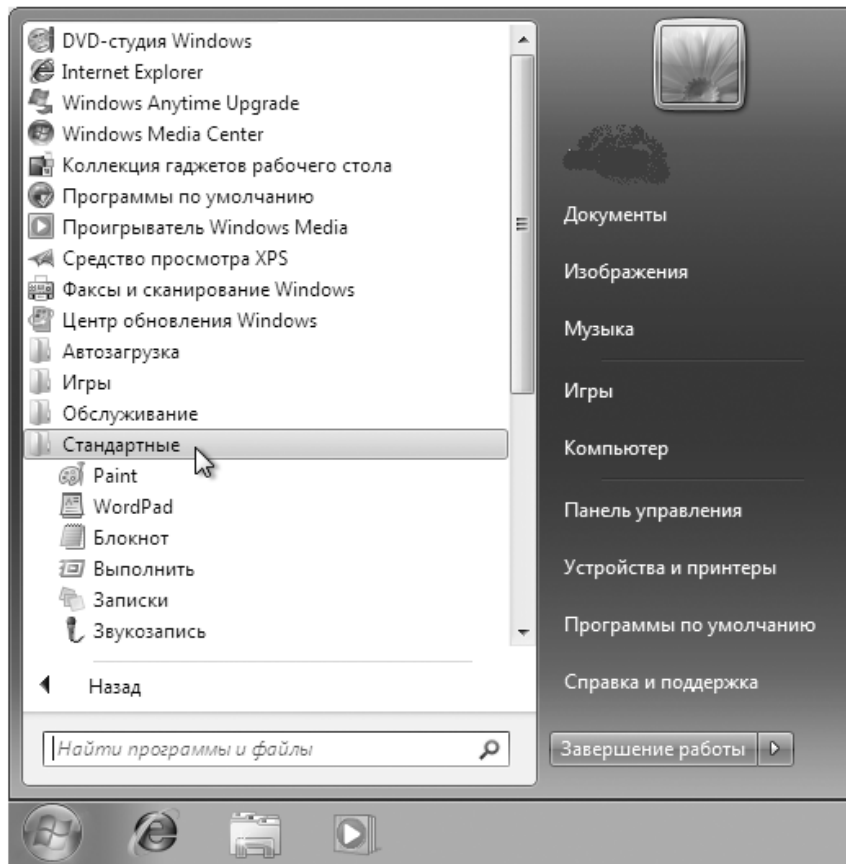 DVD-студия Windows
Internet Explorer
Windows Anytime Upgrade
Windows Media Center
Коллекция гаджетов рабочего стола
Программы по умолчанию
Проигрыватель Windows Media
Средство просмотра XPS
Факсы и сканирование Windows
Центр обновления Windows
Автозагрузка
Игры
Обслуживание
Стандартные
Paint
WordPad
Блокнот
Выполнить
Записки
Звукозапись
Назад
Найти программы и файлы
Документы
Изображения
Музыка
Игры
Компьютер
Панель управления
Устройства и принтеры
Программы по умолчанию
Справка и поддержка
Завершение работы